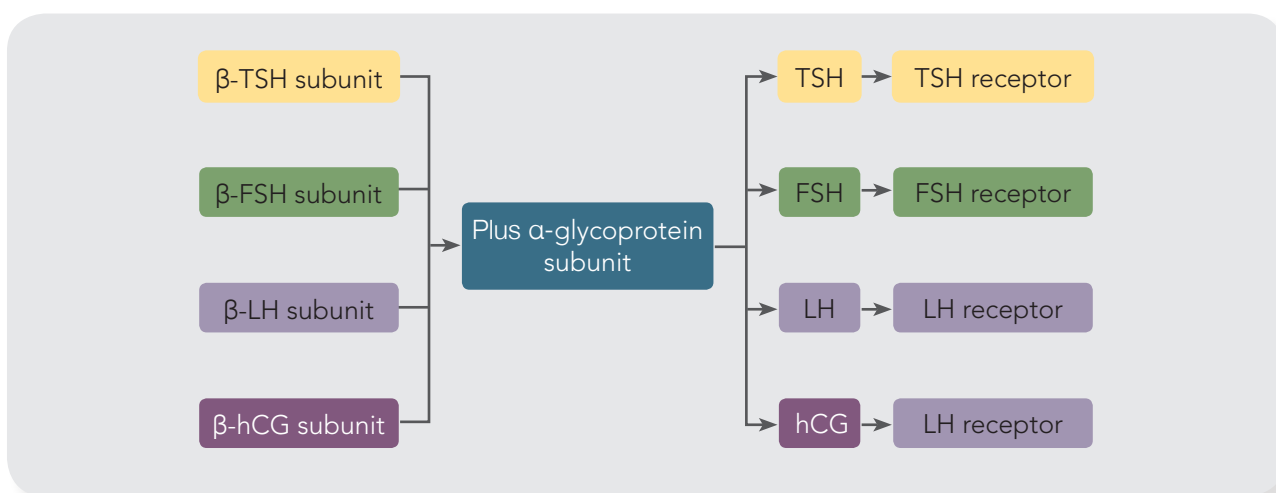 β-TSH subunit
TSH
TSH receptor
β-FSH subunit
FSH
FSH receptor
Plus α-glycoprotein
subunit
β-LH subunit
LH
LH receptor
β-hCG subunit
hCG
LH receptor